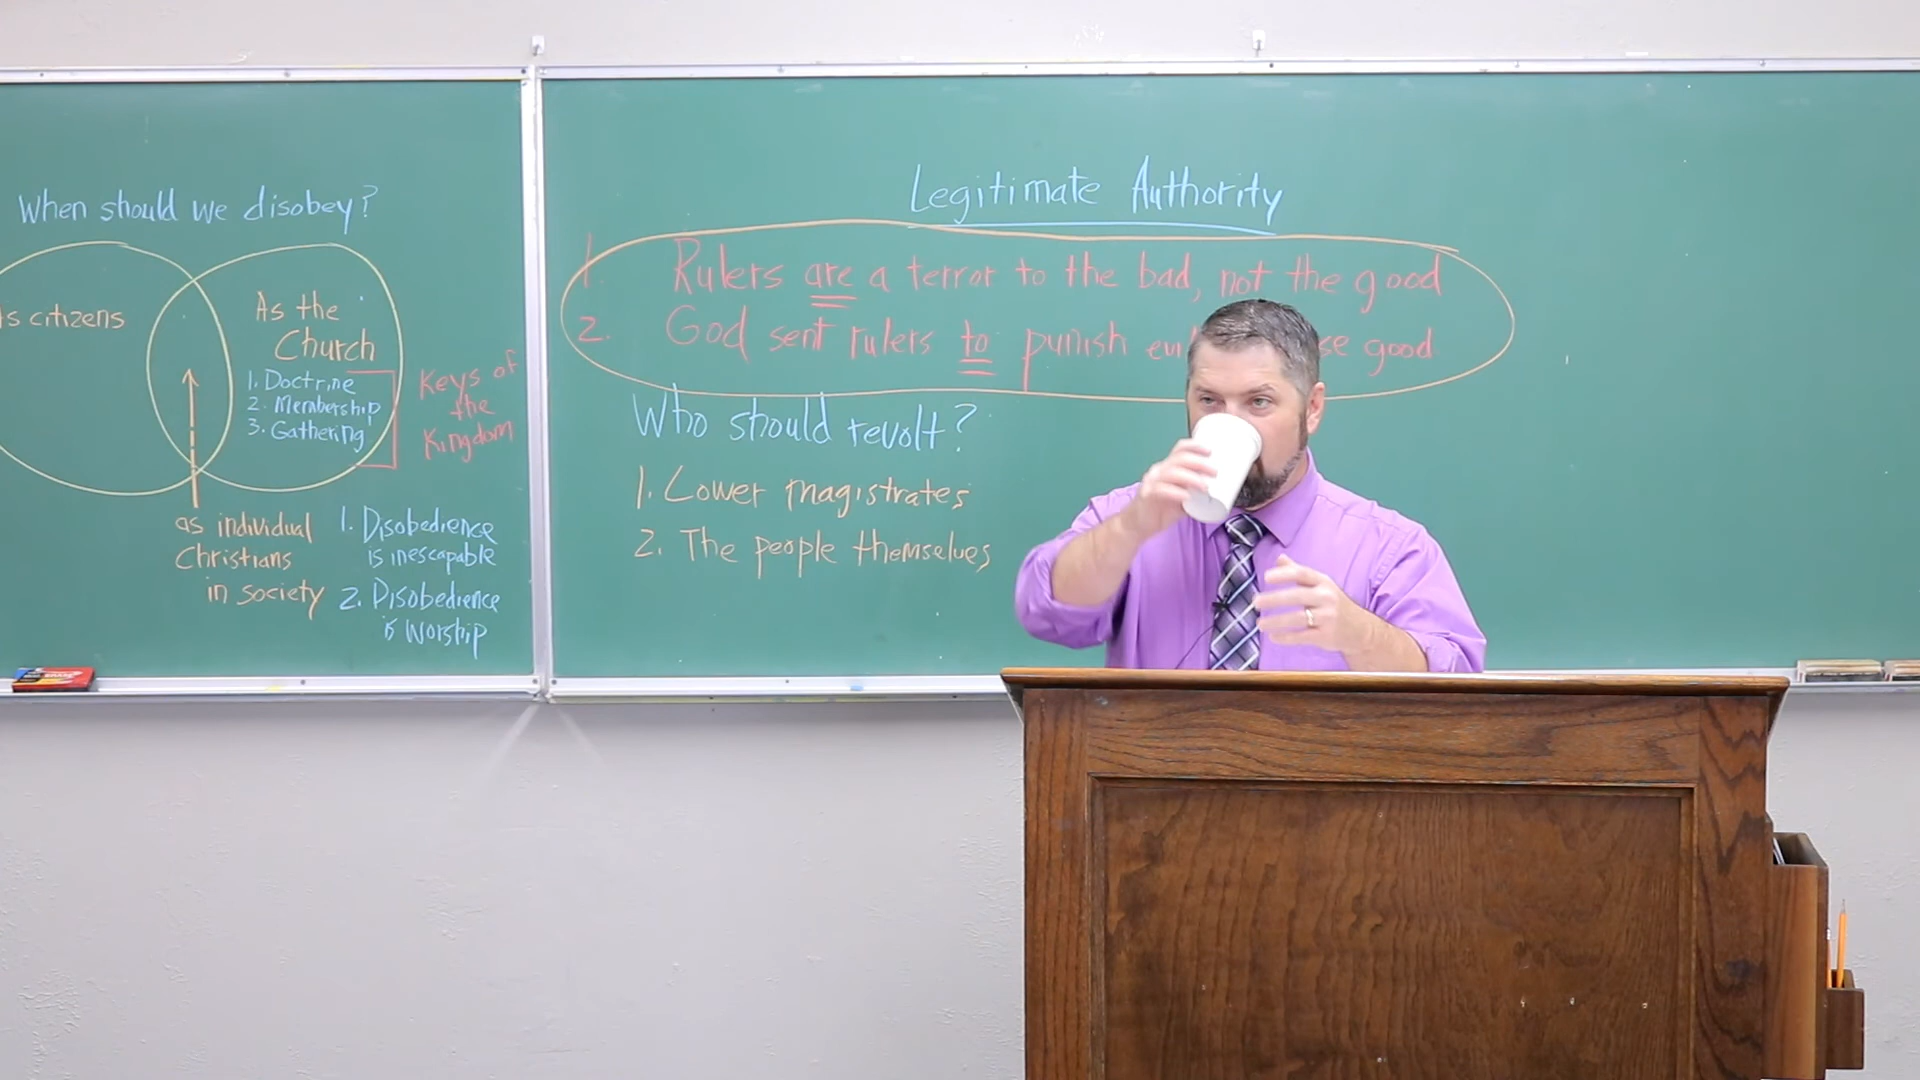 When should we disobey?
As citizens
As the
Church
1. Doctrine
2. Membership
3. Gathering
Keys of
the
Kingdom
as individual
Christians
in society
1. Disobedience
is inescapable
2. Disobedience
is worship
Legitimate Authority
1. Rulers are a terror to the bad, not the good
2. God sent rulers to punish good
Who should revolt?
1. Lower magistrates
2. The people themselves